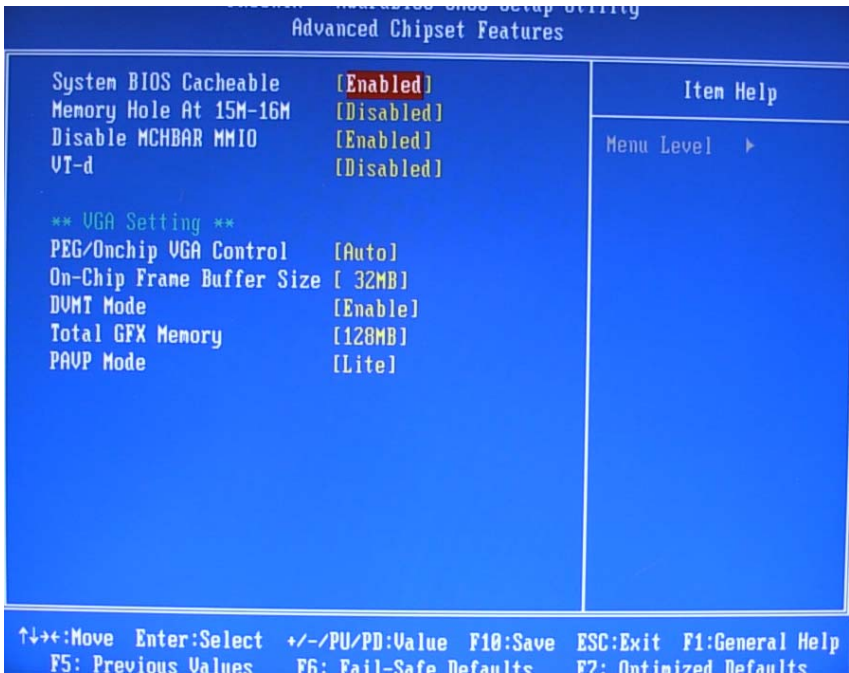 Advanced Chipset Features
System BIOS Cacheable [Enabled]
Memory Hole At 15M-16M [Disabled]
Disable MCHBAR MMIO [Enabled]
VT-d [Disabled]
** VGA Setting **
PEG/Onchip VGA Control [Auto]
On-Chip Frame Buffer Size [ 32MB]
DVMT Mode [Enable]
Total GFX Memory [128MB]
PAVP Mode [Lite]
Item Help
Menu Level ▶
↑↓→←:Move Enter:Select +/-/PU/PD:Value F10:Save ESC:Exit F1:General Help
F5: Previous Values F6: Fail-Safe Defaults F7: Optimized Defaults